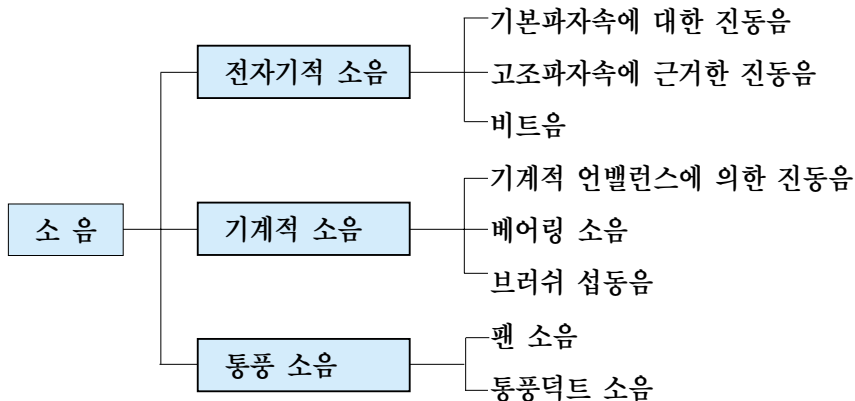 기본파자속에 대한 진동음
전자기적 소음
고조파자속에 근거한 진동음
비트음
기계적 언밸런스에 의한 진동음
소 음
기계적 소음
베어링 소음
브러쉬 섭동음
팬 소음
통풍 소음
통풍덕트 소음